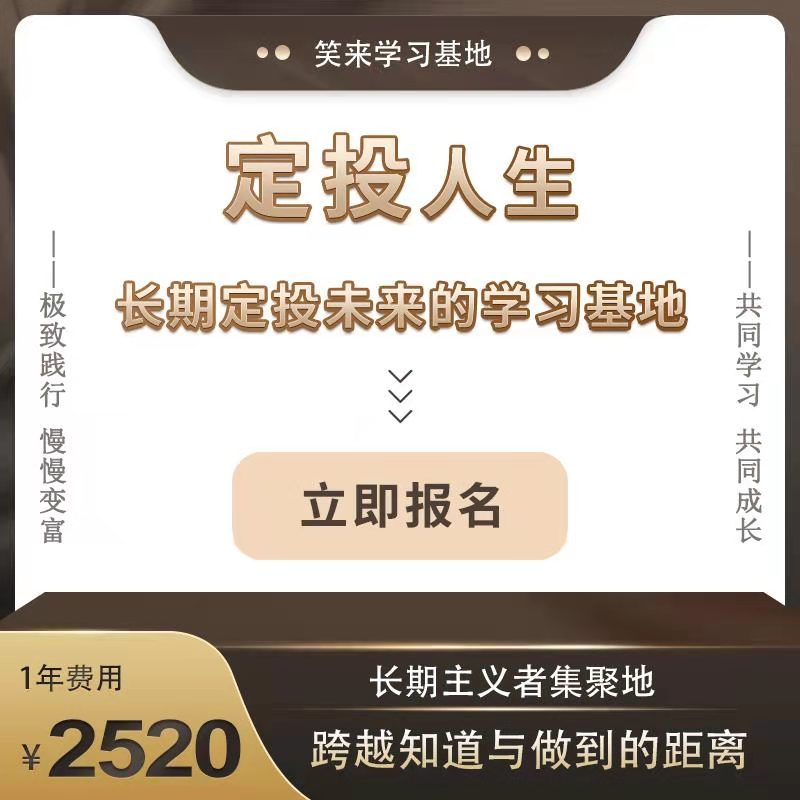 笑来学习基地
定投人生
长期定投未来的学习基地
——极致践行 慢慢变富
——共同学习 共同成长
立即报名
1年费用
¥2520
长期主义者集聚地
跨越知道与做到的距离